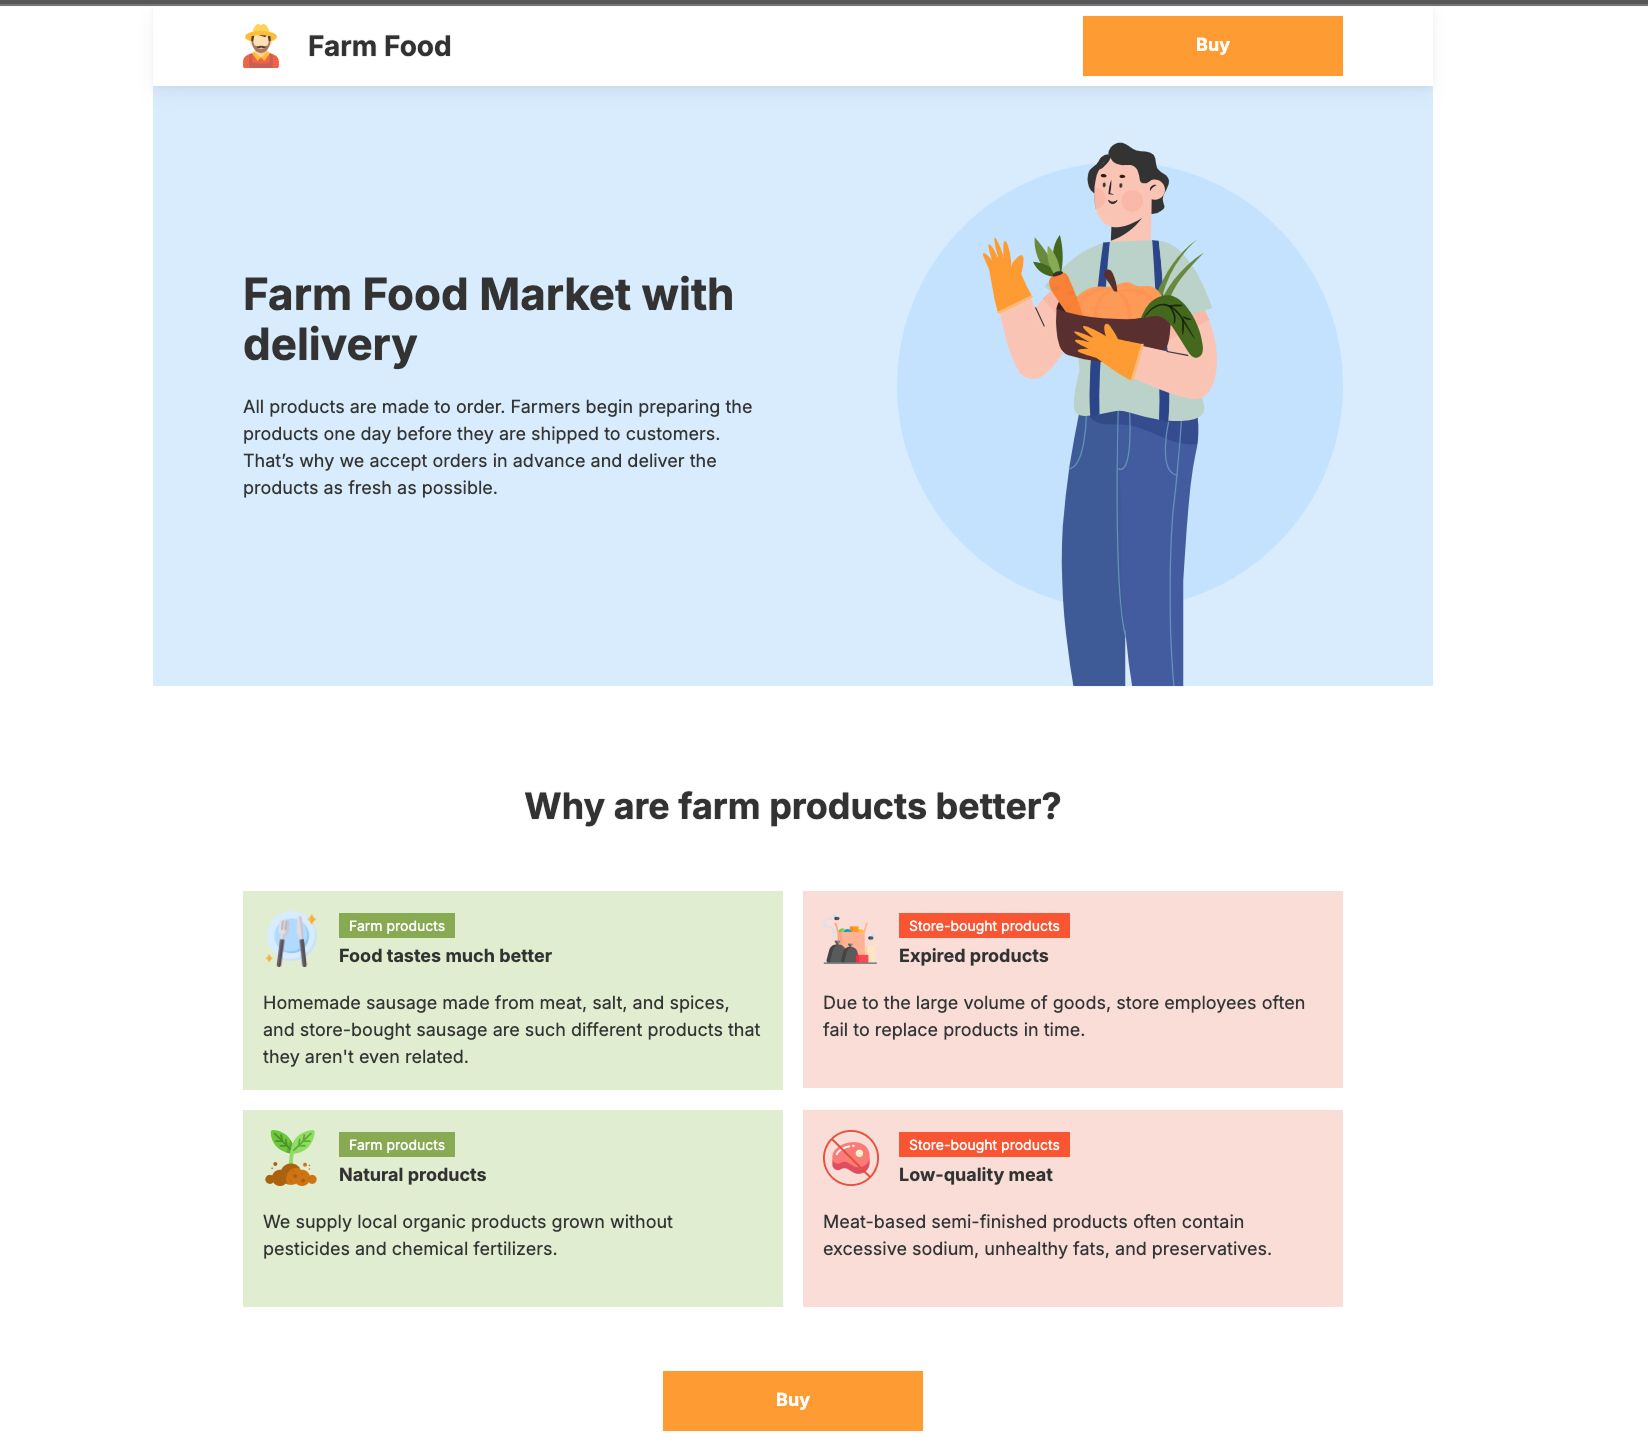 Farm Food
Buy
Farm Food Market with
delivery
All products are made to order. Farmers begin preparing the
products one day before they are shipped to customers.
That’s why we accept orders in advance and deliver the
products as fresh as possible.
Why are farm products better?
Farm products
Food tastes much better
Homemade sausage made from meat, salt, and spices,
and store-bought sausage are such different products that
they aren't even related.
Store-bought products
Expired products
Due to the large volume of goods, store employees often
fail to replace products in time.
Farm products
Natural products
We supply local organic products grown without
pesticides and chemical fertilizers.
Store-bought products
Low-quality meat
Meat-based semi-finished products often contain
excessive sodium, unhealthy fats, and preservatives.
Buy